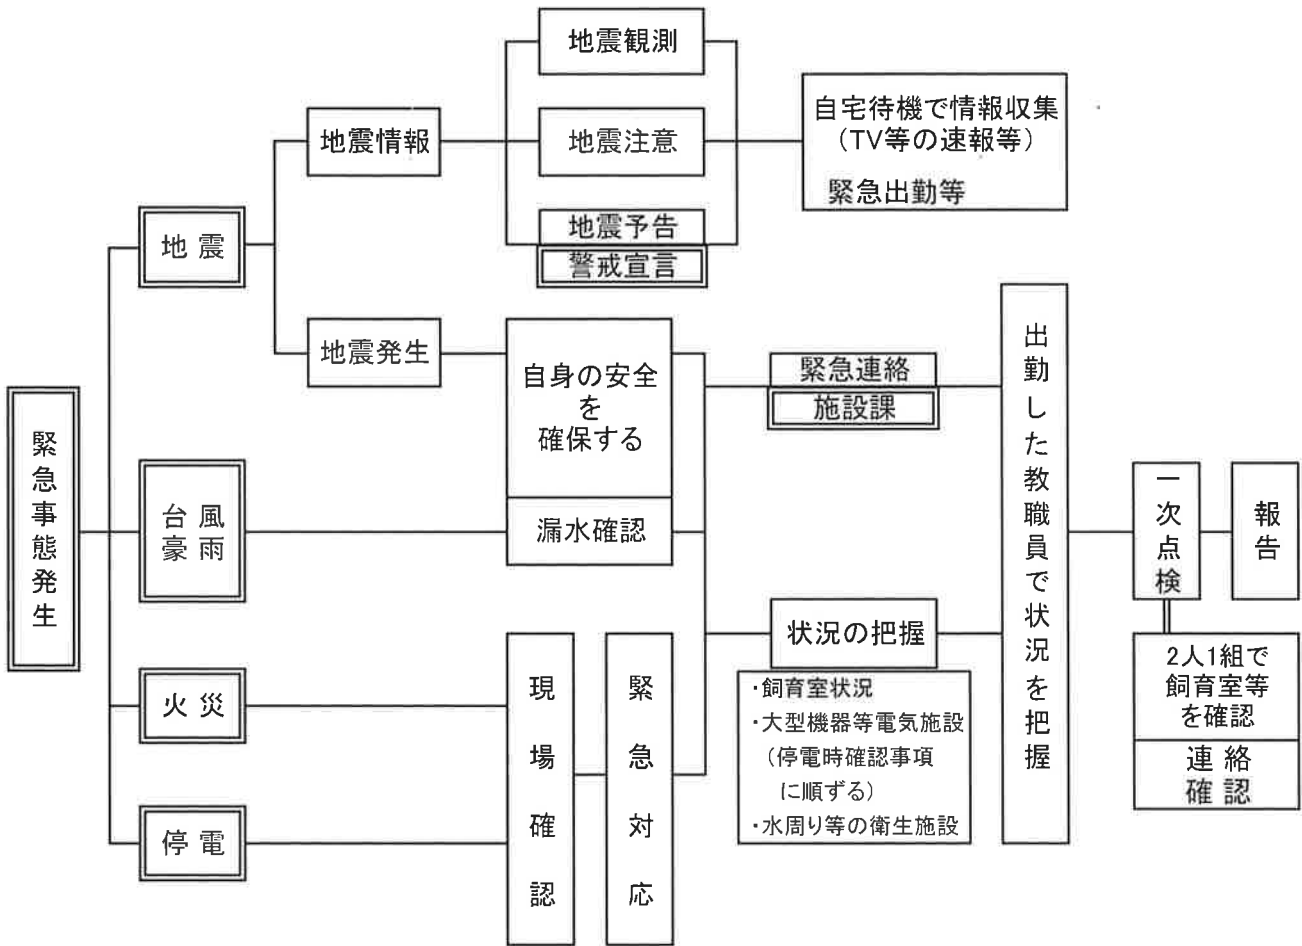 緊急事態発生
地震
台風
豪雨
火災
停電
地震情報
地震発生
地震観測
地震注意
地震予告
警戒宣言
自宅待機で情報収集
（TV等の速報等）
緊急出勤等
自身の安全
を
確保する
漏水確認
現場確認
緊急対応
緊急連絡
施設課
状況の把握
・飼育室状況
・大型機器等電気施設
（停電時確認事項
に順ずる）
・水周り等の衛生施設
出勤した教職員で状況を把握
一次点検
報告
2人1組で
飼育室等
を確認
連絡
確認